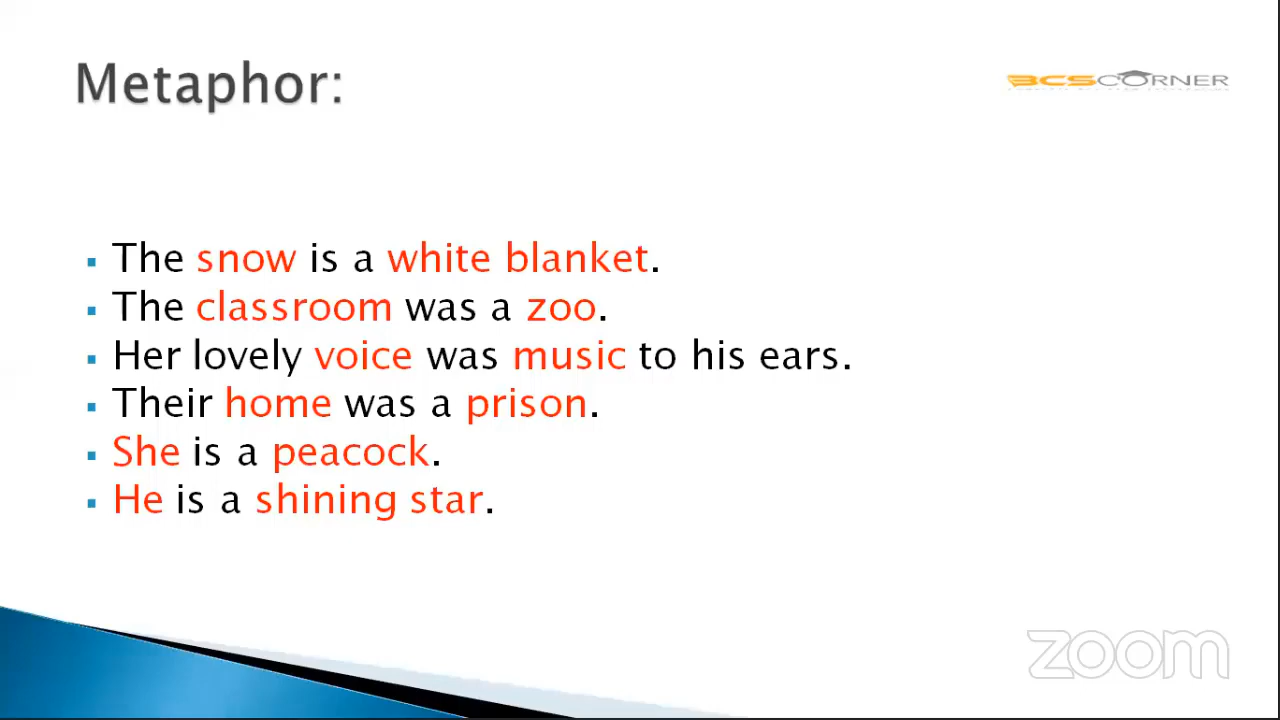 Metaphor:
BCSCORNER
▪ The snow is a white blanket.
▪ The classroom was a zoo.
▪ Her lovely voice was music to his ears.
▪ Their home was a prison.
▪ She is a peacock.
▪ He is a shining star.
zoom